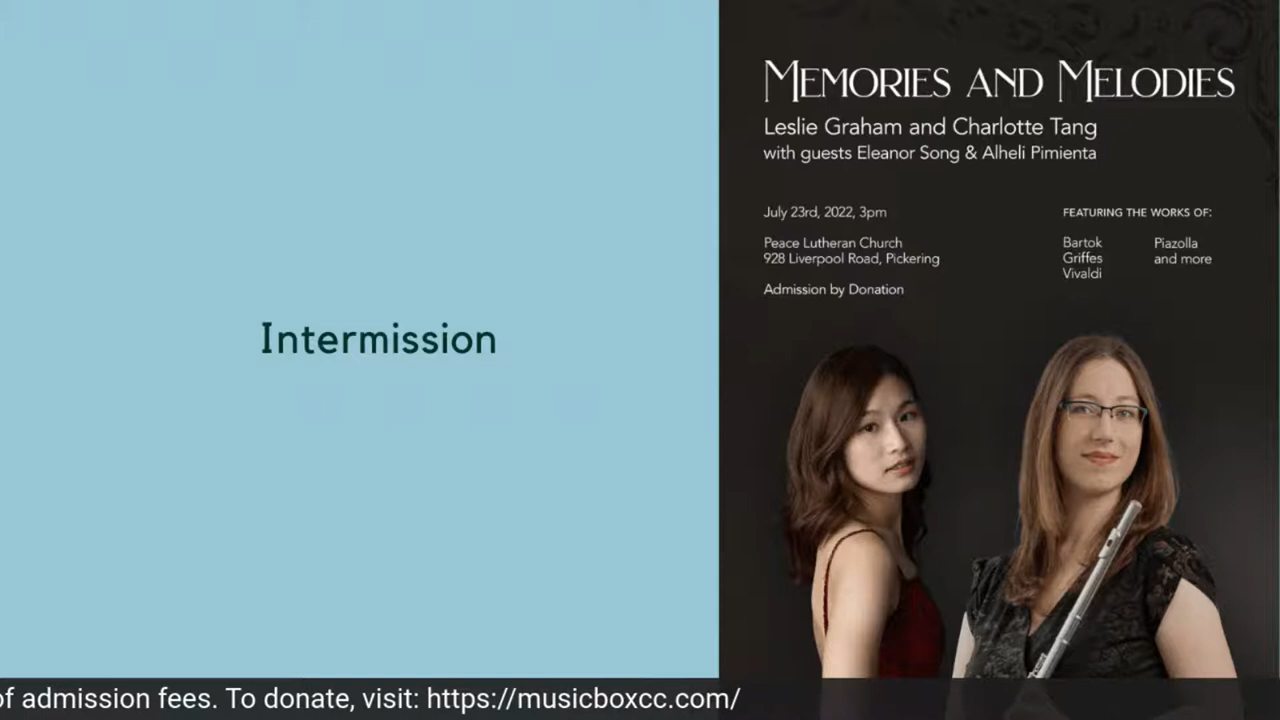 Intermission
MEMORIES AND MELODIES
Leslie Graham and Charlotte Tang
with guests Eleanor Song & Alheli Pimienta
July 23rd, 2022, 3pm
Peace Lutheran Church
928 Liverpool Road, Pickering
Admission by Donation
FEATURING THE WORKS OF:
Bartok
Griffes
Vivaldi
Piazolla
and more
of admission fees. To donate, visit: https://musicboxcc.com/